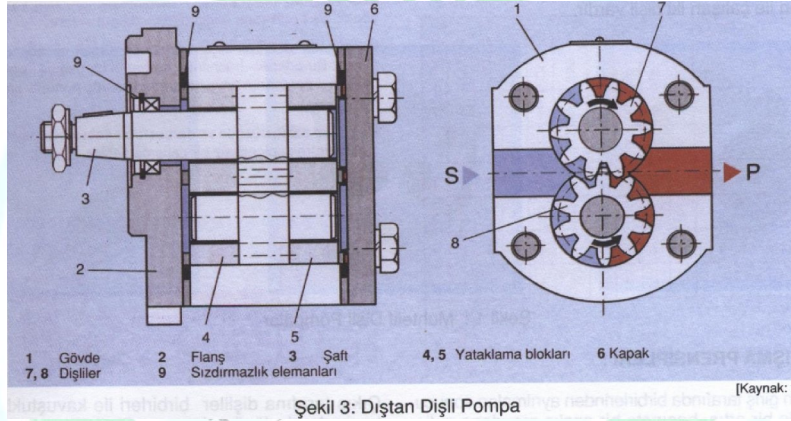 9
9
6
1
7
9
S
P
3
8
2
4
5
1 Gövde 2 Flanş 3 Şaft 4, 5 Yataklama blokları 6 Kapak
7, 8 Dişliler 9 Sızdırmazlık elemanları
[Kaynak:
Şekil 3: Dıştan Dişli Pompa